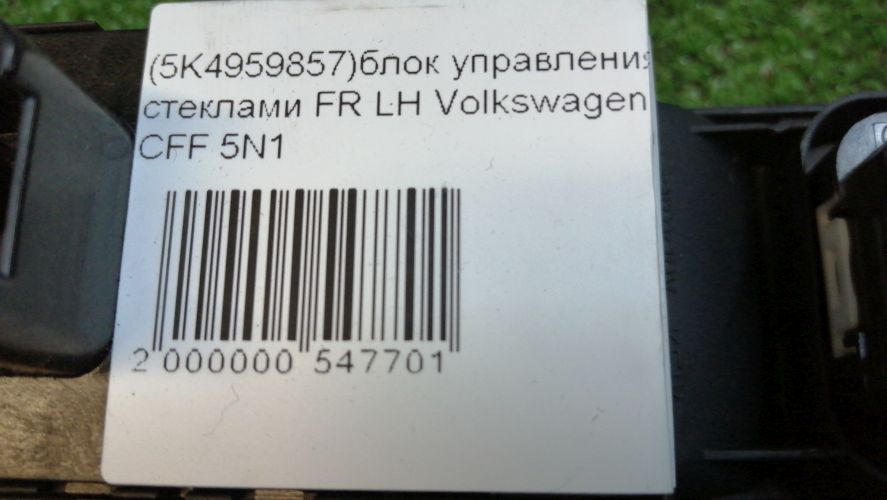 (5K4959857)блок управления
стеклами FR LH Volkswagen
CFF 5N1
2 000000 547701